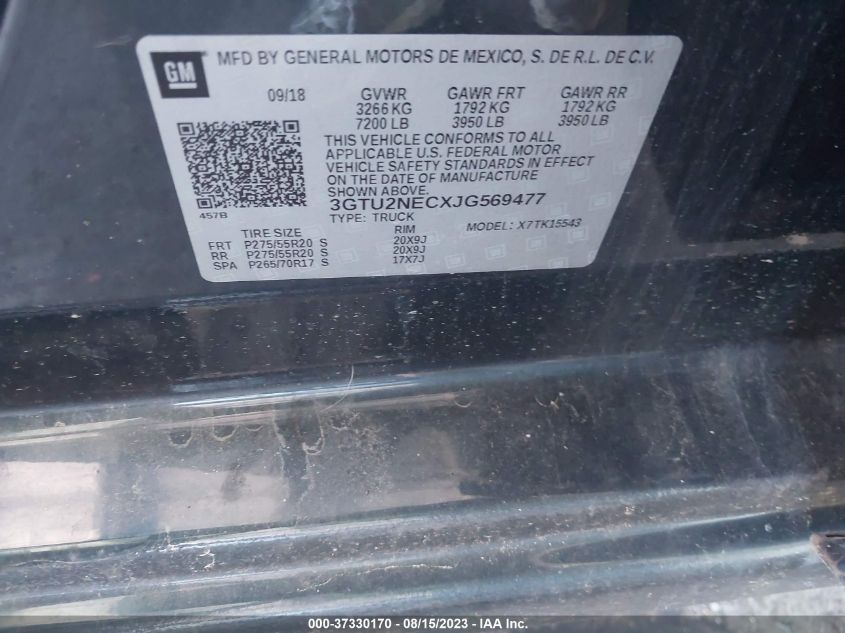 GM
MFD BY GENERAL MOTORS DE MEXICO, S. DE R.L. DE C.V.
09/18 GVWR GAWR FRT GAWR RR
3266 KG 1792 KG 1792 KG
7200 LB 3950 LB 3950 LB
THIS VEHICLE CONFORMS TO ALL
APPLICABLE U.S. FEDERAL MOTOR
VEHICLE SAFETY STANDARDS IN EFFECT
ON THE DATE OF MANUFACTURE
SHOWN ABOVE.
457B
3GTU2NECXJG569477
TYPE: TRUCK MODEL: X7TK15543
TIRE SIZE RIM
FRT P275/55R20 S 20X9J
RR P275/55R20 S 20X9J
SPA P265/70R17 S 17X7J
000-37330170 - 08/15/2023 - IAA, Inc.